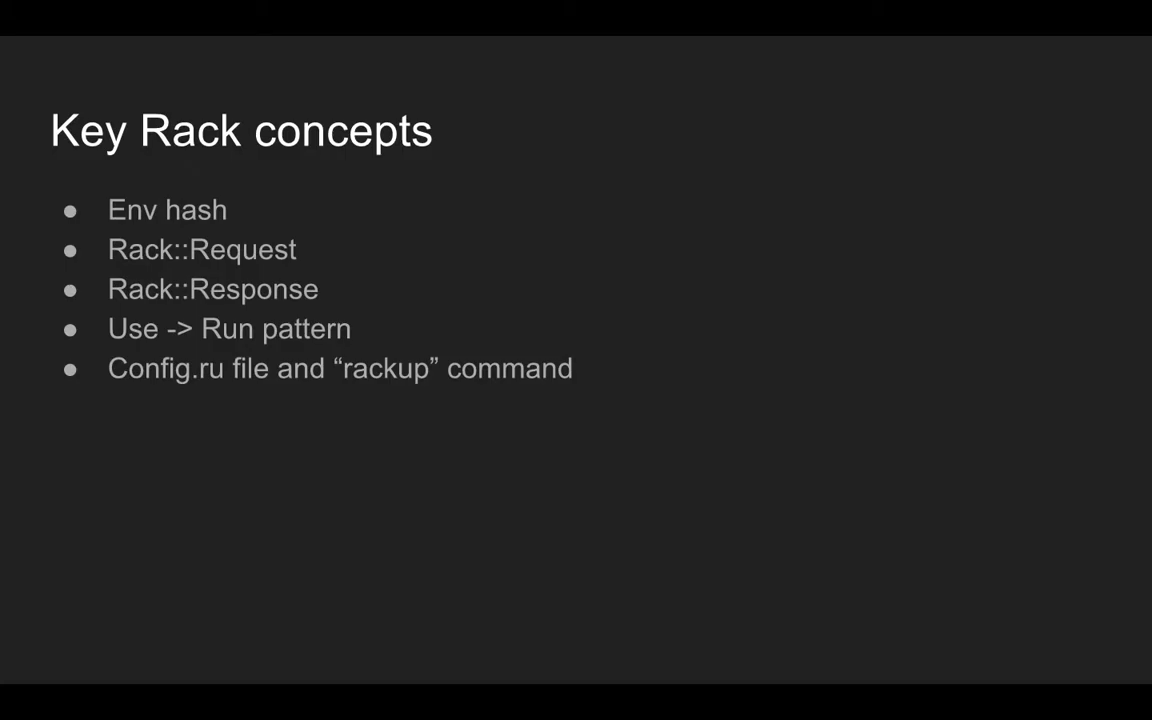 Key Rack concepts
● Env hash
● Rack::Request
● Rack::Response
● Use -> Run pattern
● Config.ru file and “rackup” command